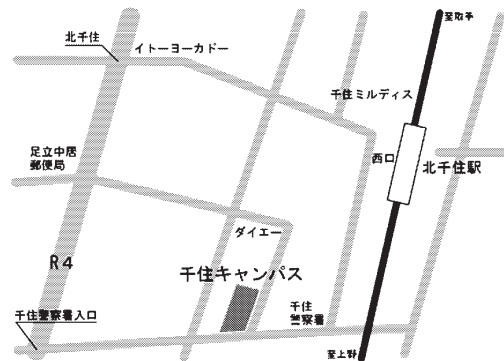 至取手
北千住
イトーヨーカドー
千住ミルディス
足立中居
郵便局
西口
北千住駅
ダイエー
R4
千住キャンパス
千住
警察署
千住警察署入口
至上野